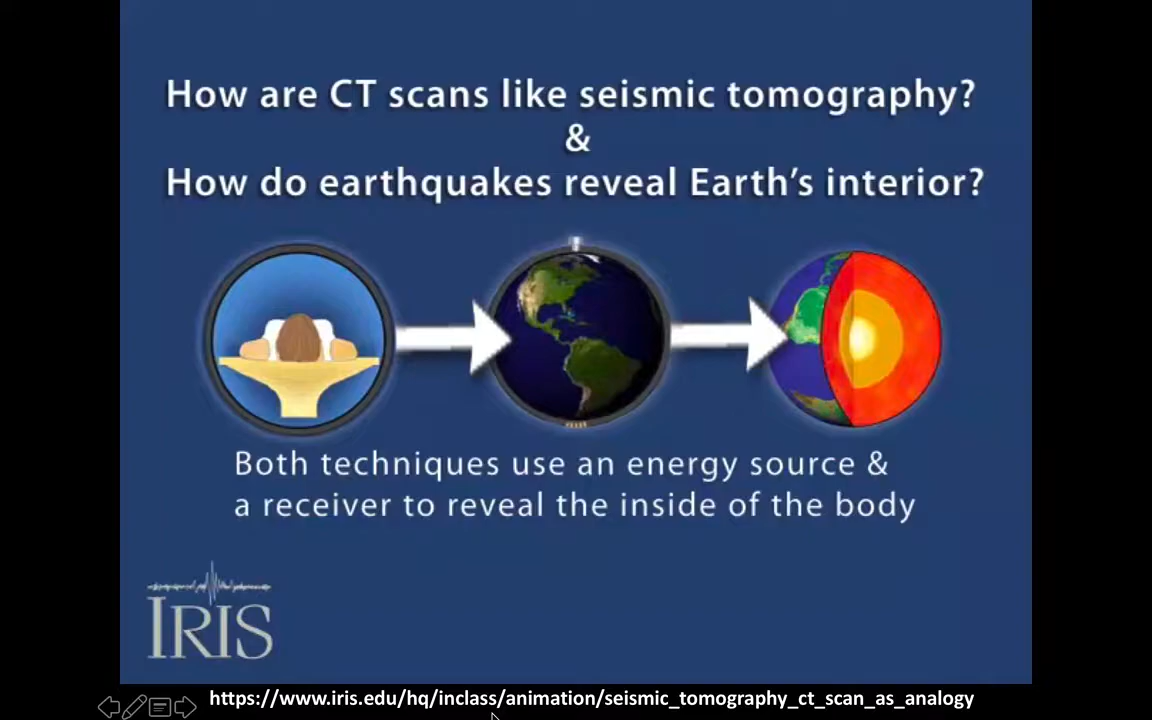 How are CT scans like seismic tomography?
&
How do earthquakes reveal Earth's interior?
Both techniques use an energy source &
a receiver to reveal the inside of the body
IRIS
https://www.iris.edu/hq/inclass/animation/seismic_tomography_ct_scan_as_analogy